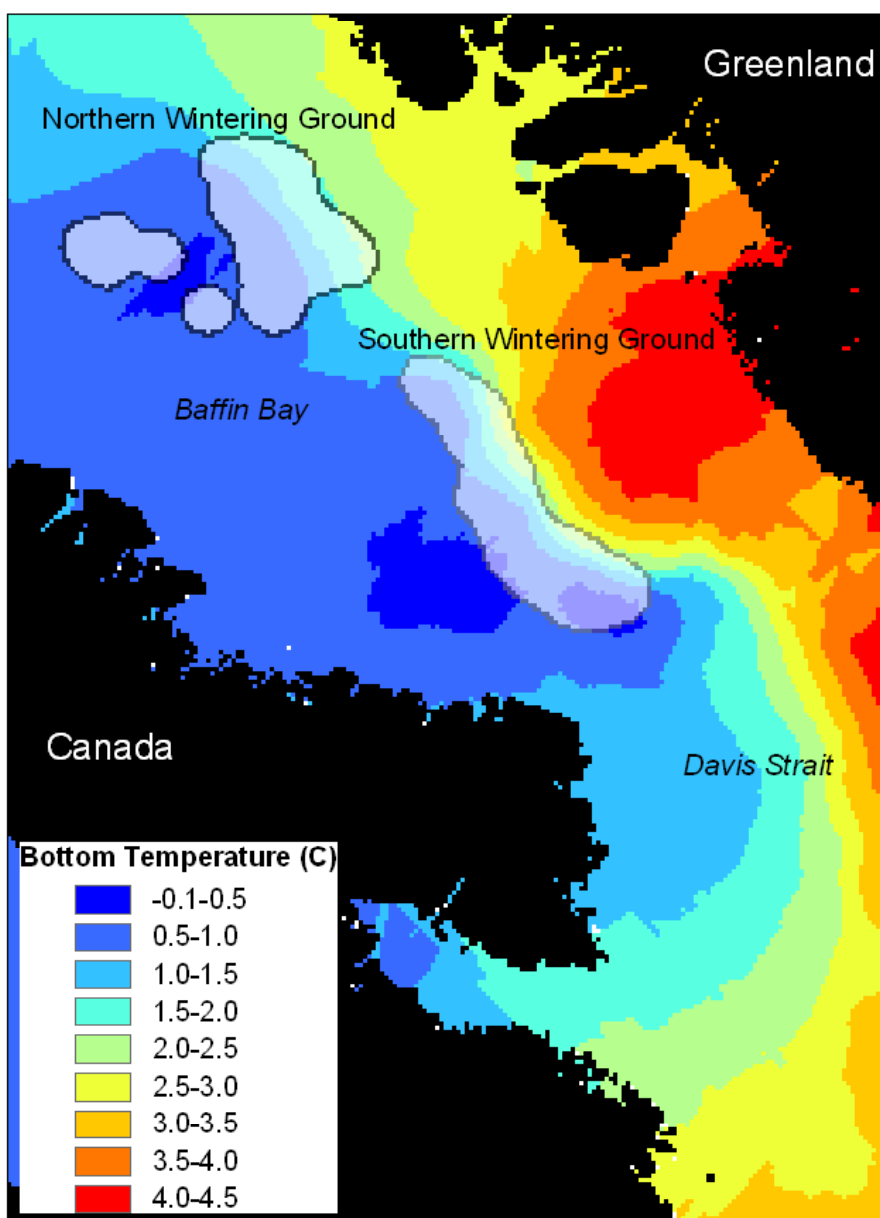 Greenland
Northern Wintering Ground
Southern Wintering Ground
Baffin Bay
Canada
Davis Strait
Bottom Temperature (C)
-0.1-0.5
0.5-1.0
1.0-1.5
1.5-2.0
2.0-2.5
2.5-3.0
3.0-3.5
3.5-4.0
4.0-4.5